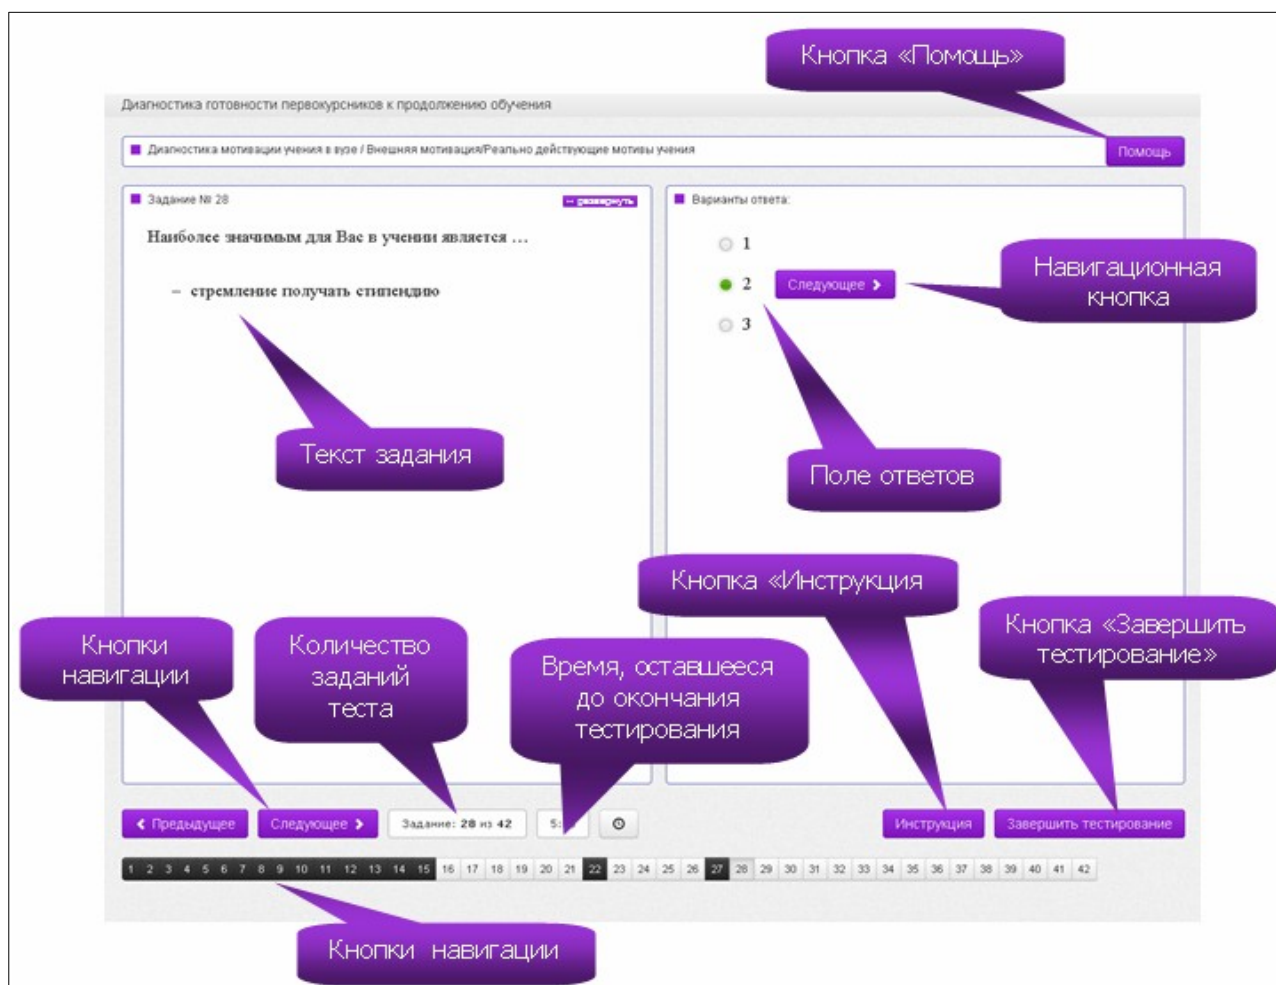 Кнопка «Помощь»
Диагностика готовности первокурсников к продолжению обучения
Диагностика мотивации учения в вузе / Внешняя мотивация/Реально действующие мотивы учения
Помощь
Задание № 28
↔ развернуть
Наиболее значимым для Вас в учении является …
– стремление получать стипендию
Текст задания
Варианты ответа:
1
2
Следующее
3
Навигационная
кнопка
Поле ответов
Кнопка «Инструкция
Кнопка «Завершить
тестирование»
Кнопки
навигации
Количество
заданий
теста
Время, оставшееся
до окончания
тестирования
Предыдущее
Следующее
Задание: 28 из 42
5:
Инструкция
Завершить тестирование
1 2 3 4 5 6 7 8 9 10 11 12 13 14 15 16 17 18 19 20 21 22 23 24 25 26 27 28 29 30 31 32 33 34 35 36 37 38 39 40 41 42
Кнопки навигации